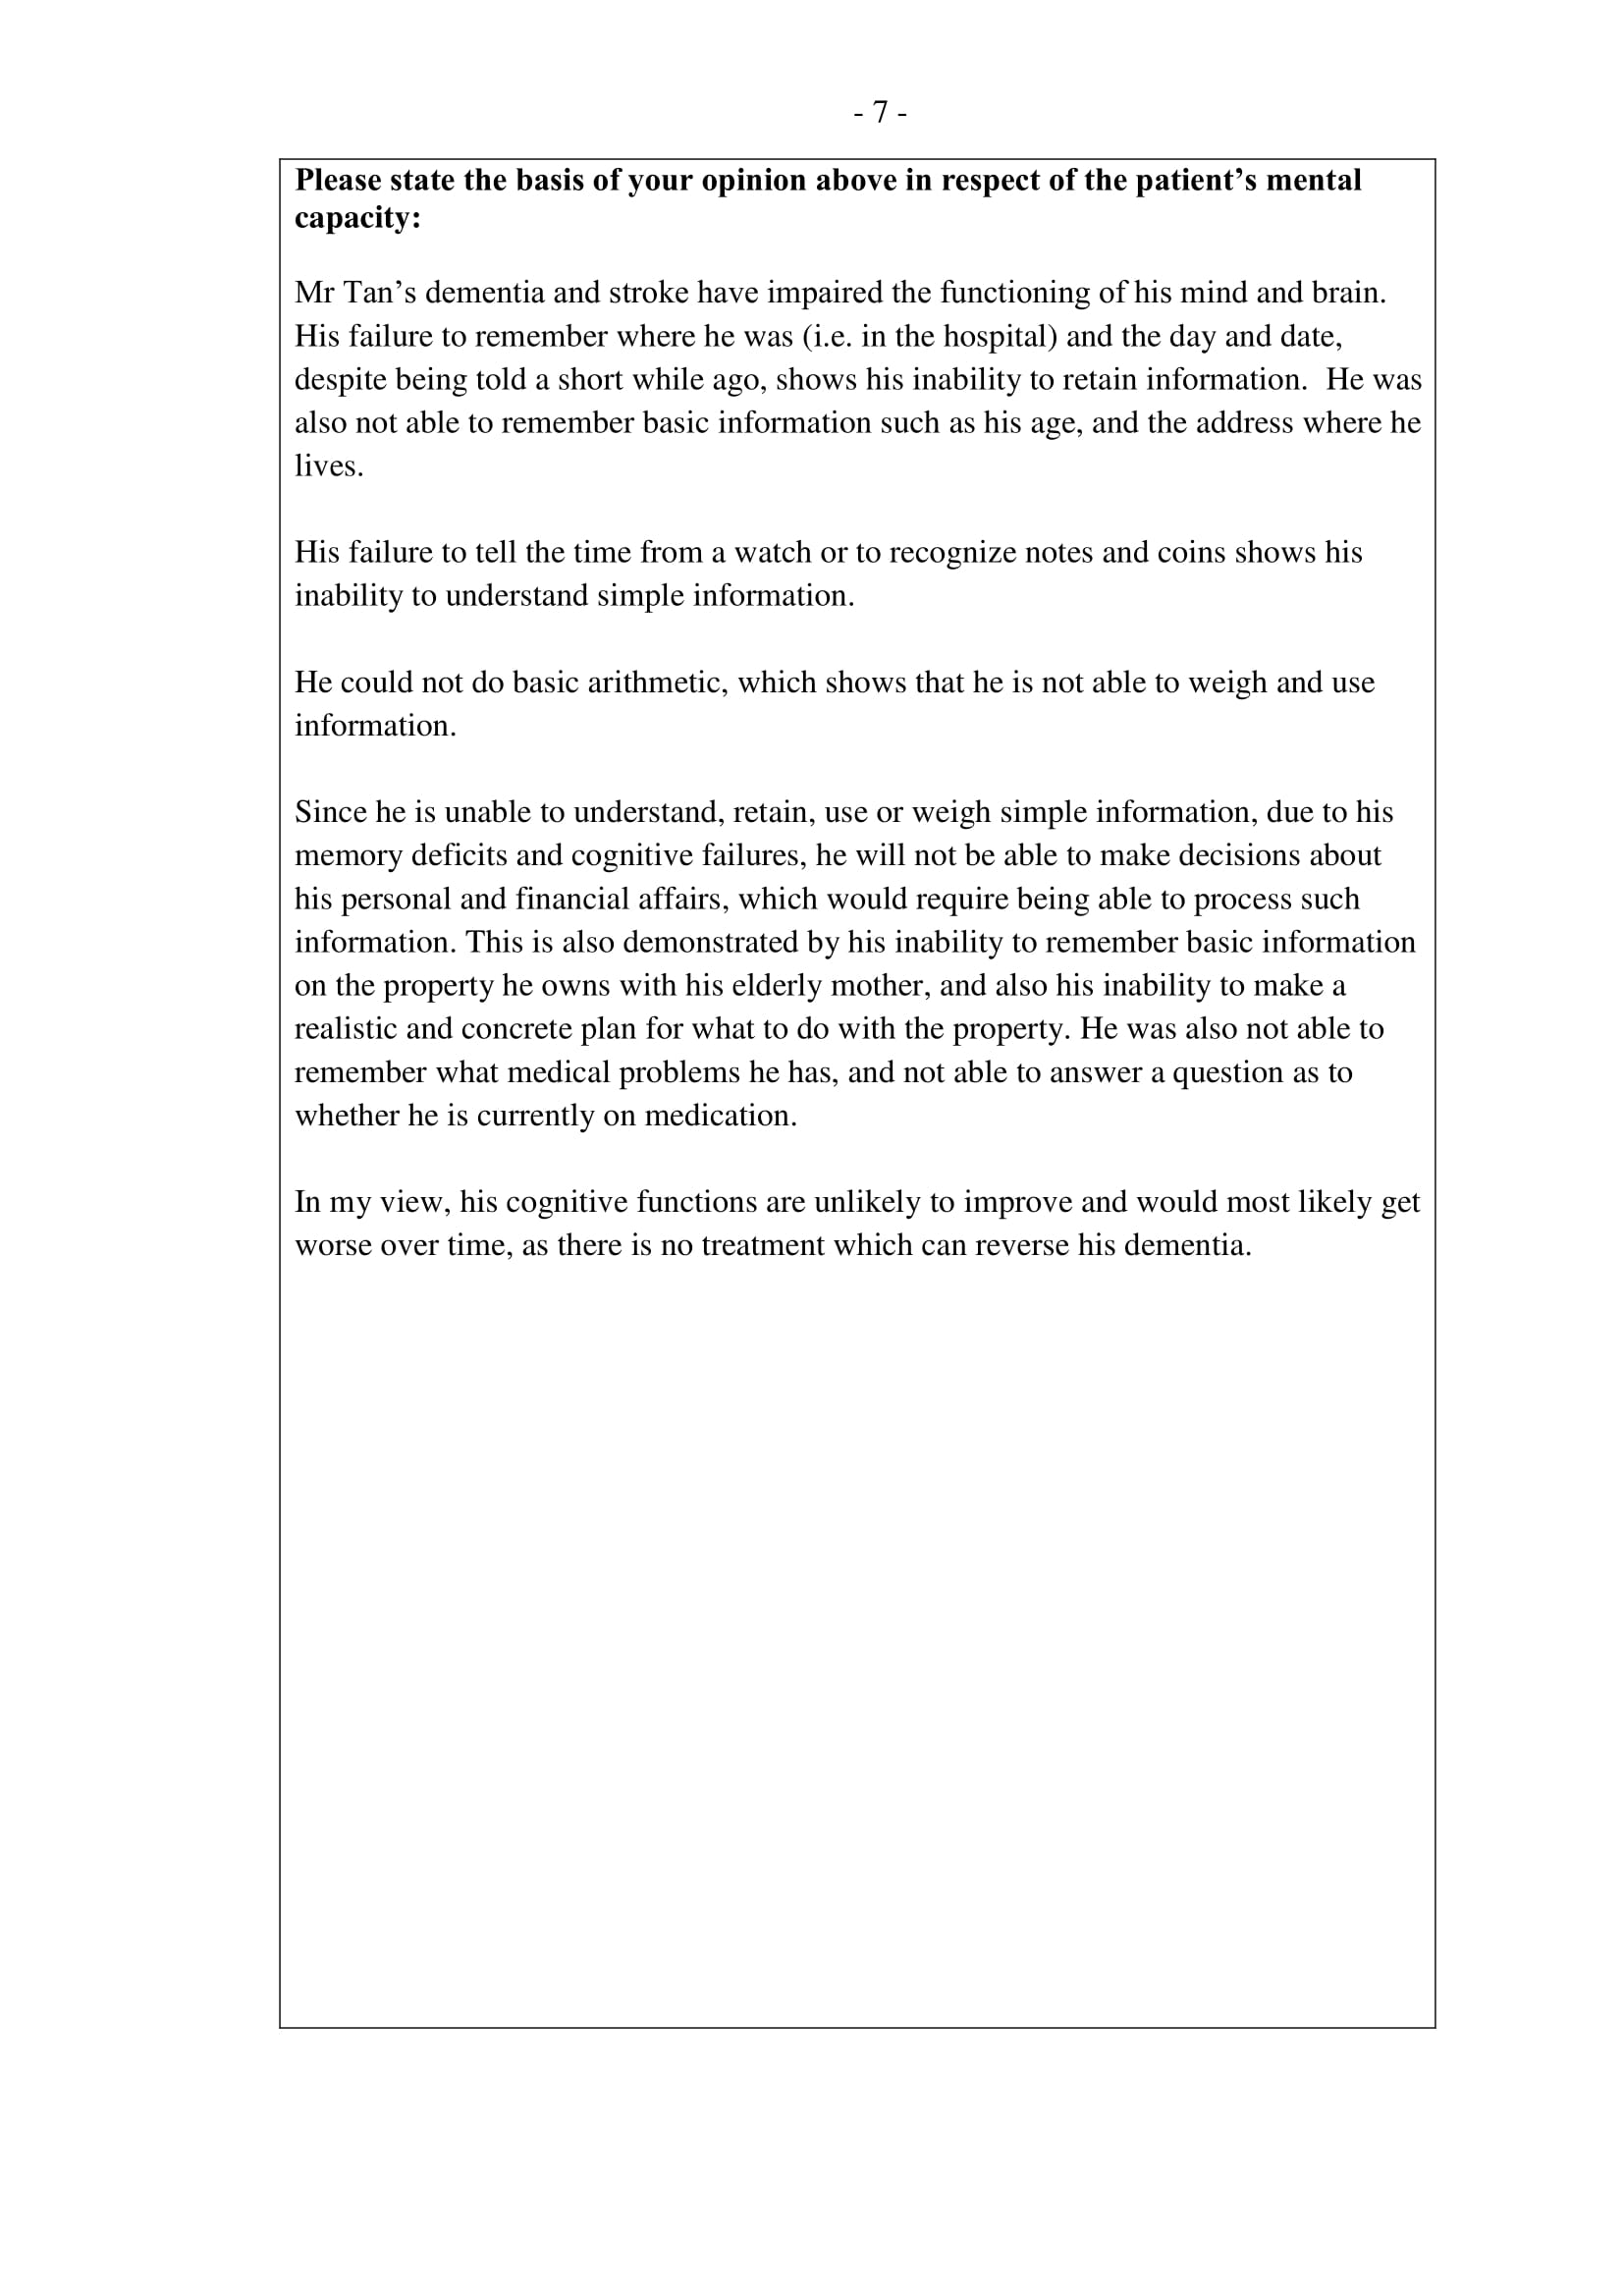 - 7 -
Please state the basis of your opinion above in respect of the patient’s mental
capacity:
Mr Tan’s dementia and stroke have impaired the functioning of his mind and brain.
His failure to remember where he was (i.e. in the hospital) and the day and date,
despite being told a short while ago, shows his inability to retain information.  He was
also not able to remember basic information such as his age, and the address where he
lives.
His failure to tell the time from a watch or to recognize notes and coins shows his
inability to understand simple information.
He could not do basic arithmetic, which shows that he is not able to weigh and use
information.
Since he is unable to understand, retain, use or weigh simple information, due to his
memory deficits and cognitive failures, he will not be able to make decisions about
his personal and financial affairs, which would require being able to process such
information. This is also demonstrated by his inability to remember basic information
on the property he owns with his elderly mother, and also his inability to make a
realistic and concrete plan for what to do with the property. He was also not able to
remember what medical problems he has, and not able to answer a question as to
whether he is currently on medication.
In my view, his cognitive functions are unlikely to improve and would most likely get
worse over time, as there is no treatment which can reverse his dementia.